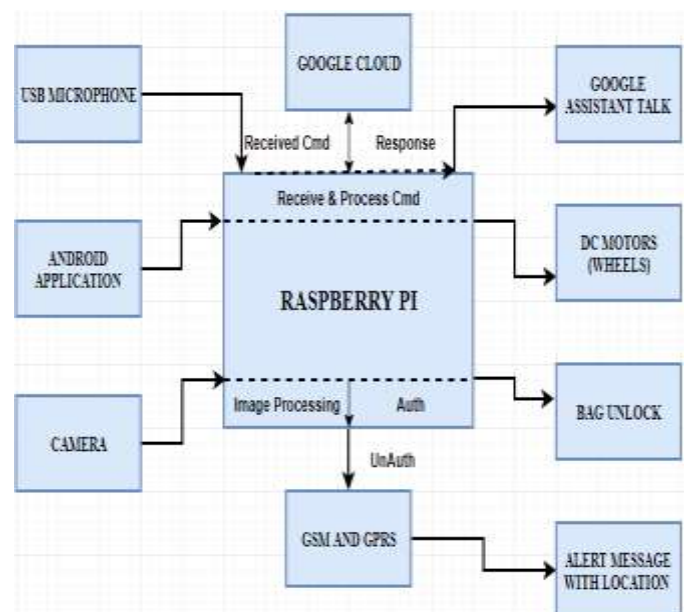 GOOGLE CLOUD
USB MICROPHONE
GOOGLE
ASSISTANT TALK
Received Cmd
Response
Receive & Process Cmd
ANDROID
APPLICATION
RASPBERRY PI
DC MOTORS
(WHEELS)
Image Processing
Auth
CAMERA
BAG UNLOCK
UnAuth
GSM AND GPRS
ALERT MESSAGE
WITH LOCATION